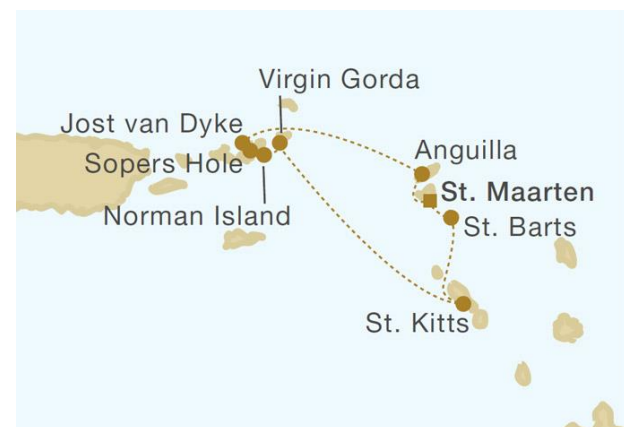 Virgin Gorda
Jost van Dyke
Anguilla
Sopers Hole
St. Maarten
Norman Island
St. Barts
St. Kitts